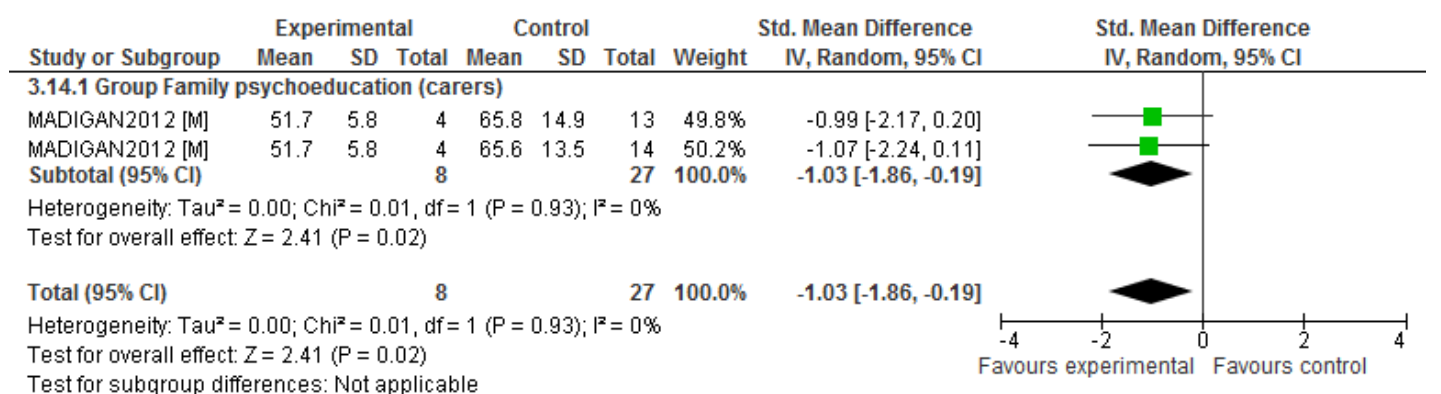 Experimental Control Std. Mean Difference Std. Mean Difference
Study or Subgroup Mean SD Total Mean SD Total Weight IV, Random, 95% CI IV, Random, 95% CI
3.14.1 Group Family psychoeducation (carers)
MADIGAN2012 [M] 51.7 5.8 4 65.8 14.9 13 49.8% -0.99 [-2.17, 0.20]
MADIGAN2012 [M] 51.7 5.8 4 65.6 13.5 14 50.2% -1.07 [-2.24, 0.11]
Subtotal (95% CI) 8 27 100.0% -1.03 [-1.86, -0.19]
Heterogeneity: Tau² = 0.00; Chi² = 0.01, df = 1 (P = 0.93); I² = 0%
Test for overall effect: Z = 2.41 (P = 0.02)
Total (95% CI) 8 27 100.0% -1.03 [-1.86, -0.19]
Heterogeneity: Tau² = 0.00; Chi² = 0.01, df = 1 (P = 0.93); I² = 0%
Test for overall effect: Z = 2.41 (P = 0.02)
Test for subgroup differences: Not applicable
-4 -2 0 2 4
Favours experimental Favours control